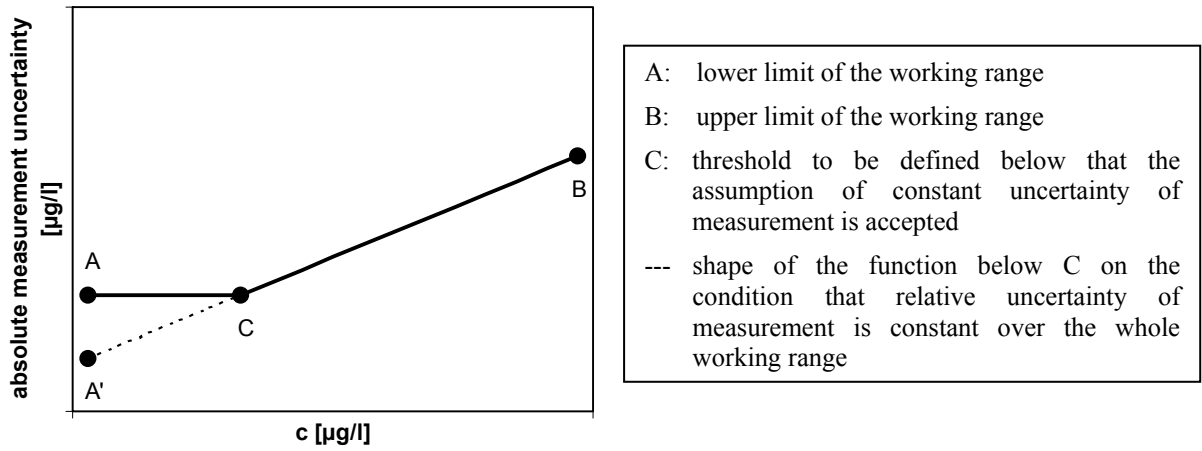 absolute measurement uncertainty
[µg/l]
A
A'
C
B
c [µg/l]
A: lower limit of the working range
B: upper limit of the working range
C: threshold to be defined below that the
assumption of constant uncertainty of
measurement is accepted
--- shape of the function below C on the
condition that relative uncertainty of
measurement is constant over the whole
working range